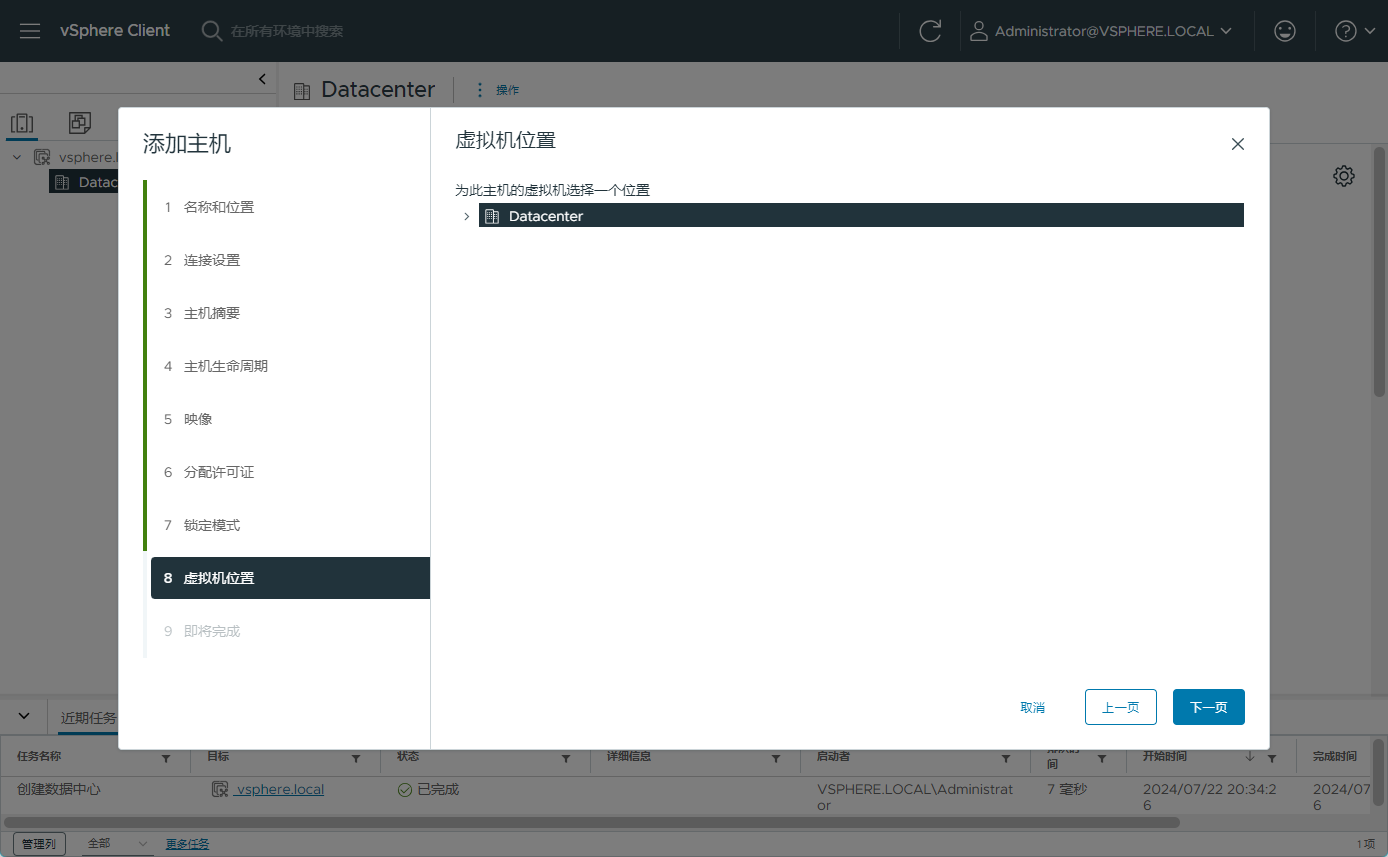 vSphere Client
在所有环境中搜索
Administrator@VSPHERE.LOCAL
Datacenter
操作
vsphere.l
Datac
添加主机
1 名称和位置
2 连接设置
3 主机摘要
4 主机生命周期
5 映像
6 分配许可证
7 锁定模式
8 虚拟机位置
9 即将完成
虚拟机位置
为此主机的虚拟机选择一个位置
Datacenter
取消
上一页
下一页
近期任务
任务名称 目标 状态 详细信息 启动者 间 开始时间 完成时间
创建数据中心 vsphere.local 已完成 VSPHERE.LOCAL\Administrat 7 毫秒 2024/07/22 20:34:2 2024/07
or 6 6
管理列 全部 更多任务 1 项